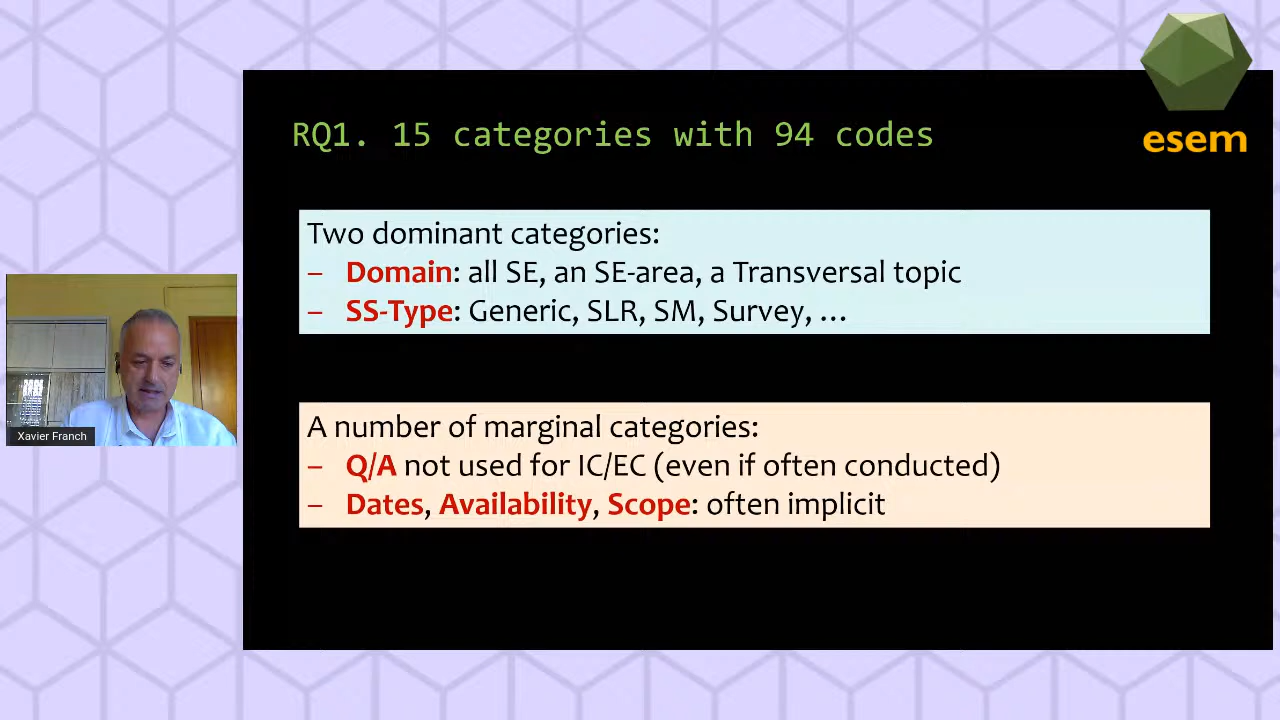 esem
RQ1. 15 categories with 94 codes
Two dominant categories:
– Domain: all SE, an SE-area, a Transversal topic
– SS-Type: Generic, SLR, SM, Survey, …
A number of marginal categories:
– Q/A not used for IC/EC (even if often conducted)
– Dates, Availability, Scope: often implicit
Xavier Franch